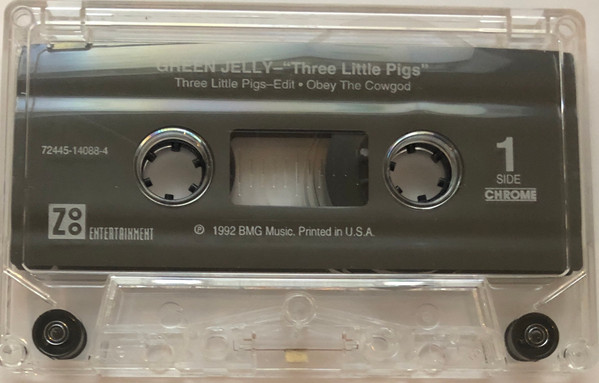 GREEN JELLY–"Three Little Pigs"
Three Little Pigs–Edit • Obey The Cowgod
72445-14088-4
1
SIDE
CHROME
ZOO
ENTERTAINMENT
℗ 1992 BMG Music. Printed in U.S.A.